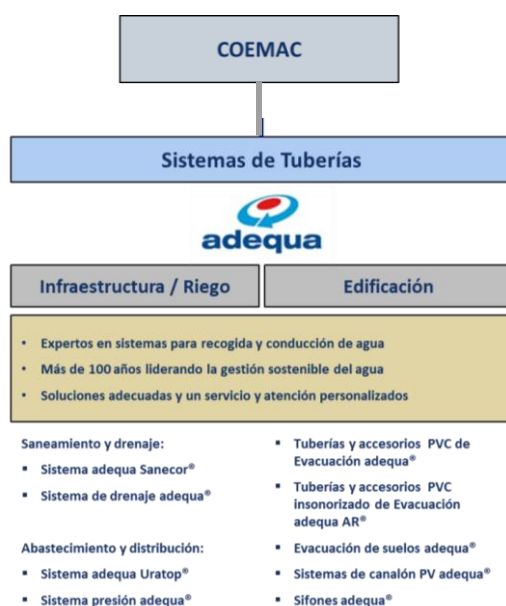 COEMAC
Sistemas de Tuberías
adequa
Infraestructura / Riego
Edificación
• Expertos en sistemas para recogida y conducción de agua
• Más de 100 años liderando la gestión sostenible del agua
• Soluciones adecuadas y un servicio y atención personalizados
Saneamiento y drenaje:
▪ Sistema adequa Sanecor®
▪ Sistema de drenaje adequa®
Abastecimiento y distribución:
▪ Sistema adequa Uratop®
▪ Sistema presión adequa®
▪ Tuberías y accesorios PVC de
Evacuación adequa®
▪ Tuberías y accesorios PVC
insonorizado de Evacuación
adequa AR®
▪ Evacuación de suelos adequa®
▪ Sistemas de canalón PV adequa®
▪ Sifones adequa®